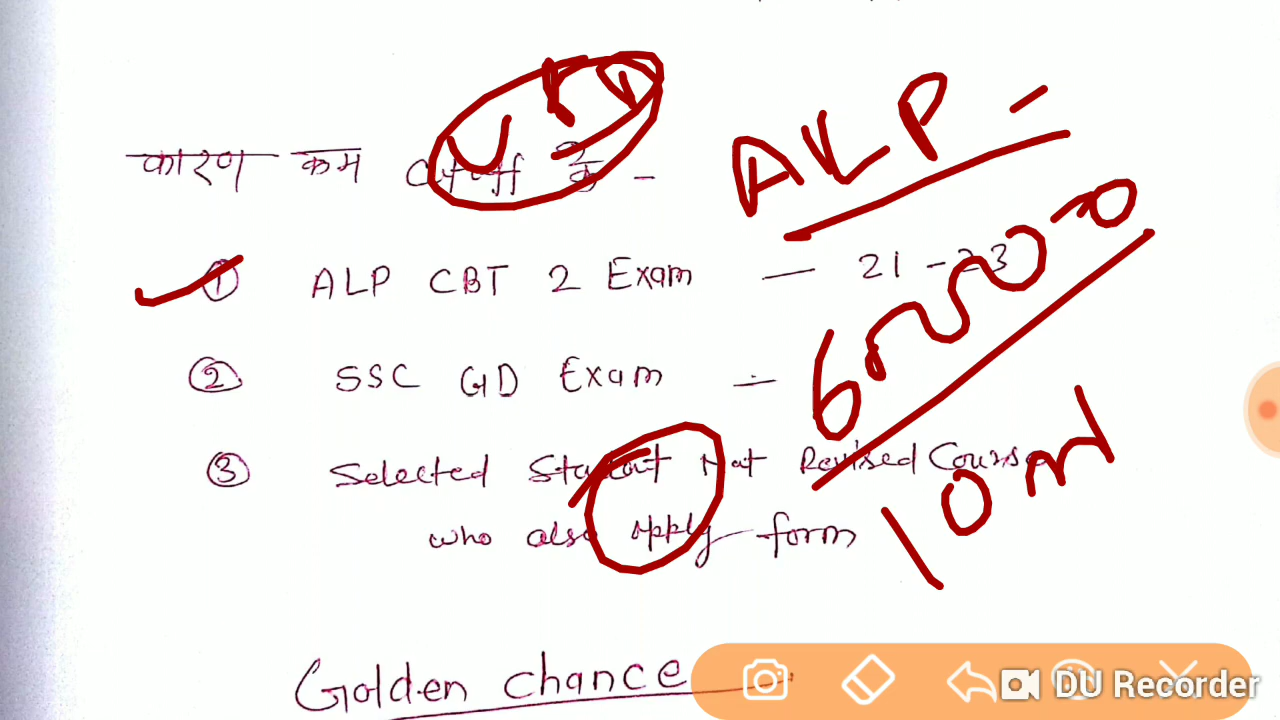 कारण कम Cutoff के -
ALP -
① ALP CBT 2 Exam — 21-23
② SSC GD Exam —
③ Selected Student Not Revised Course
who also apply form
10
Golden chance
DU Recorder